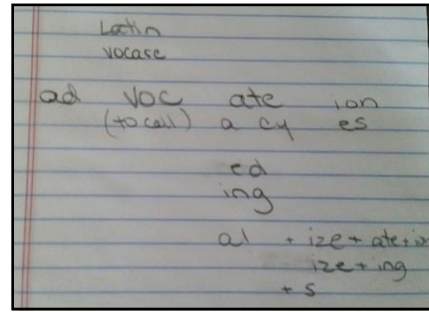 Latin
vocare
ad voc ate ion
(to call) a cy es
ed
ing
al + ize + ate + i
ize + ing
+ s